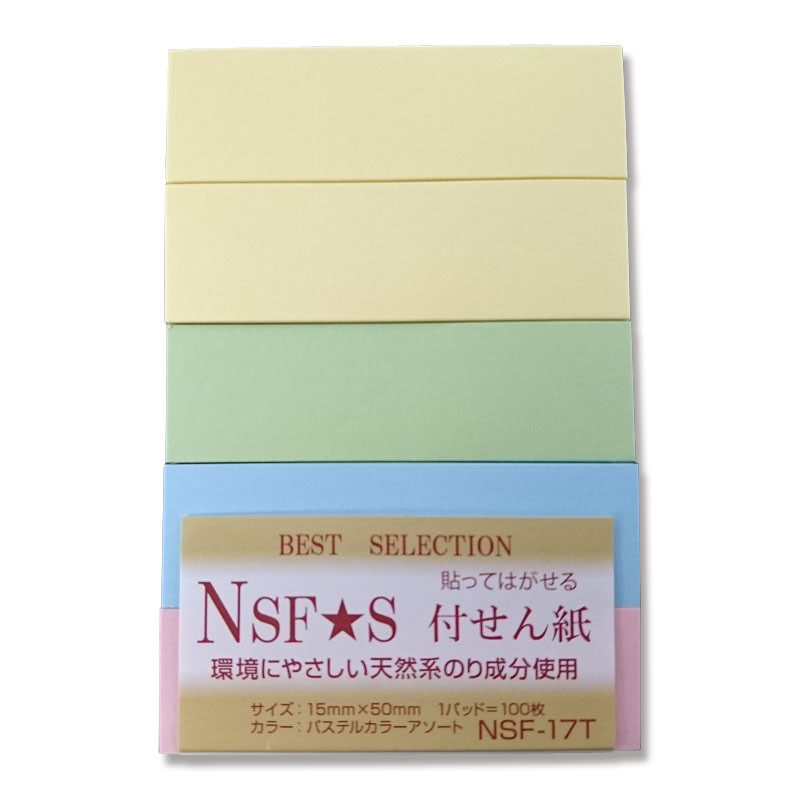 BEST SELECTION
貼ってはがせる
NSF★S 付せん紙
環境にやさしい天然系のり成分使用
サイズ：15mm×50mm 1パッド＝100枚
カラー：パステルカラーアソート NSF-17T